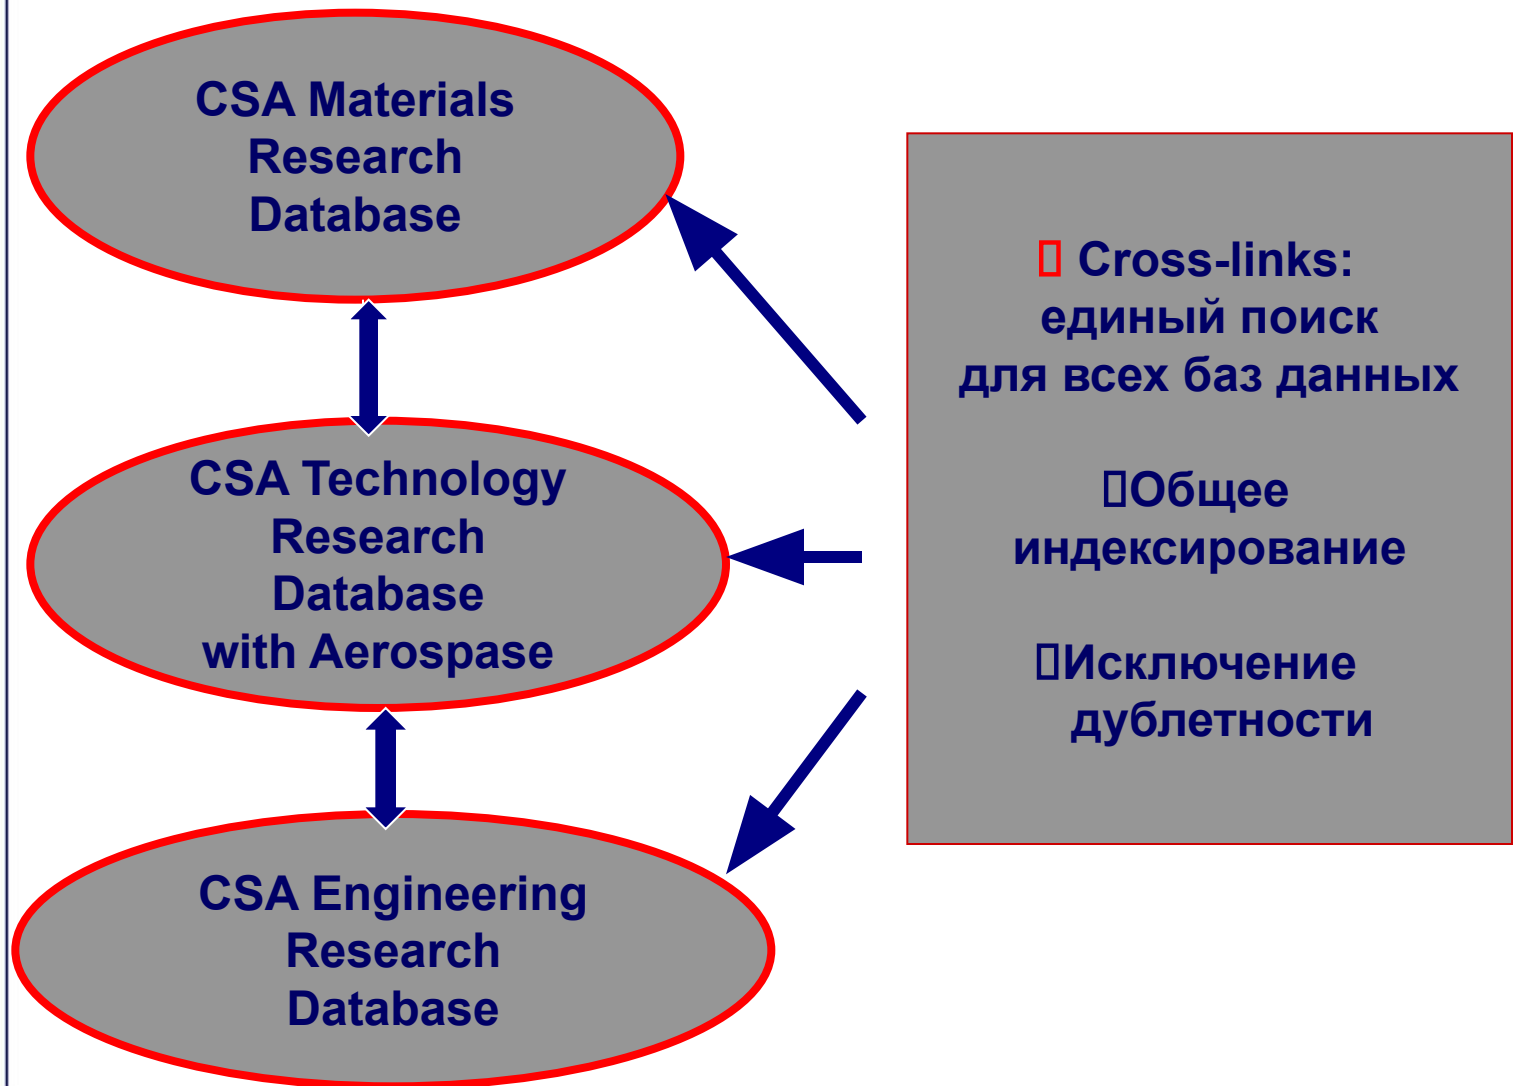 CSA Materials
Research
Database
CSA Technology
Research
Database
with Aerospase
CSA Engineering
Research
Database
Cross-links:
единый поиск
для всех баз данных
Общее
индексирование
Исключение
дублетности